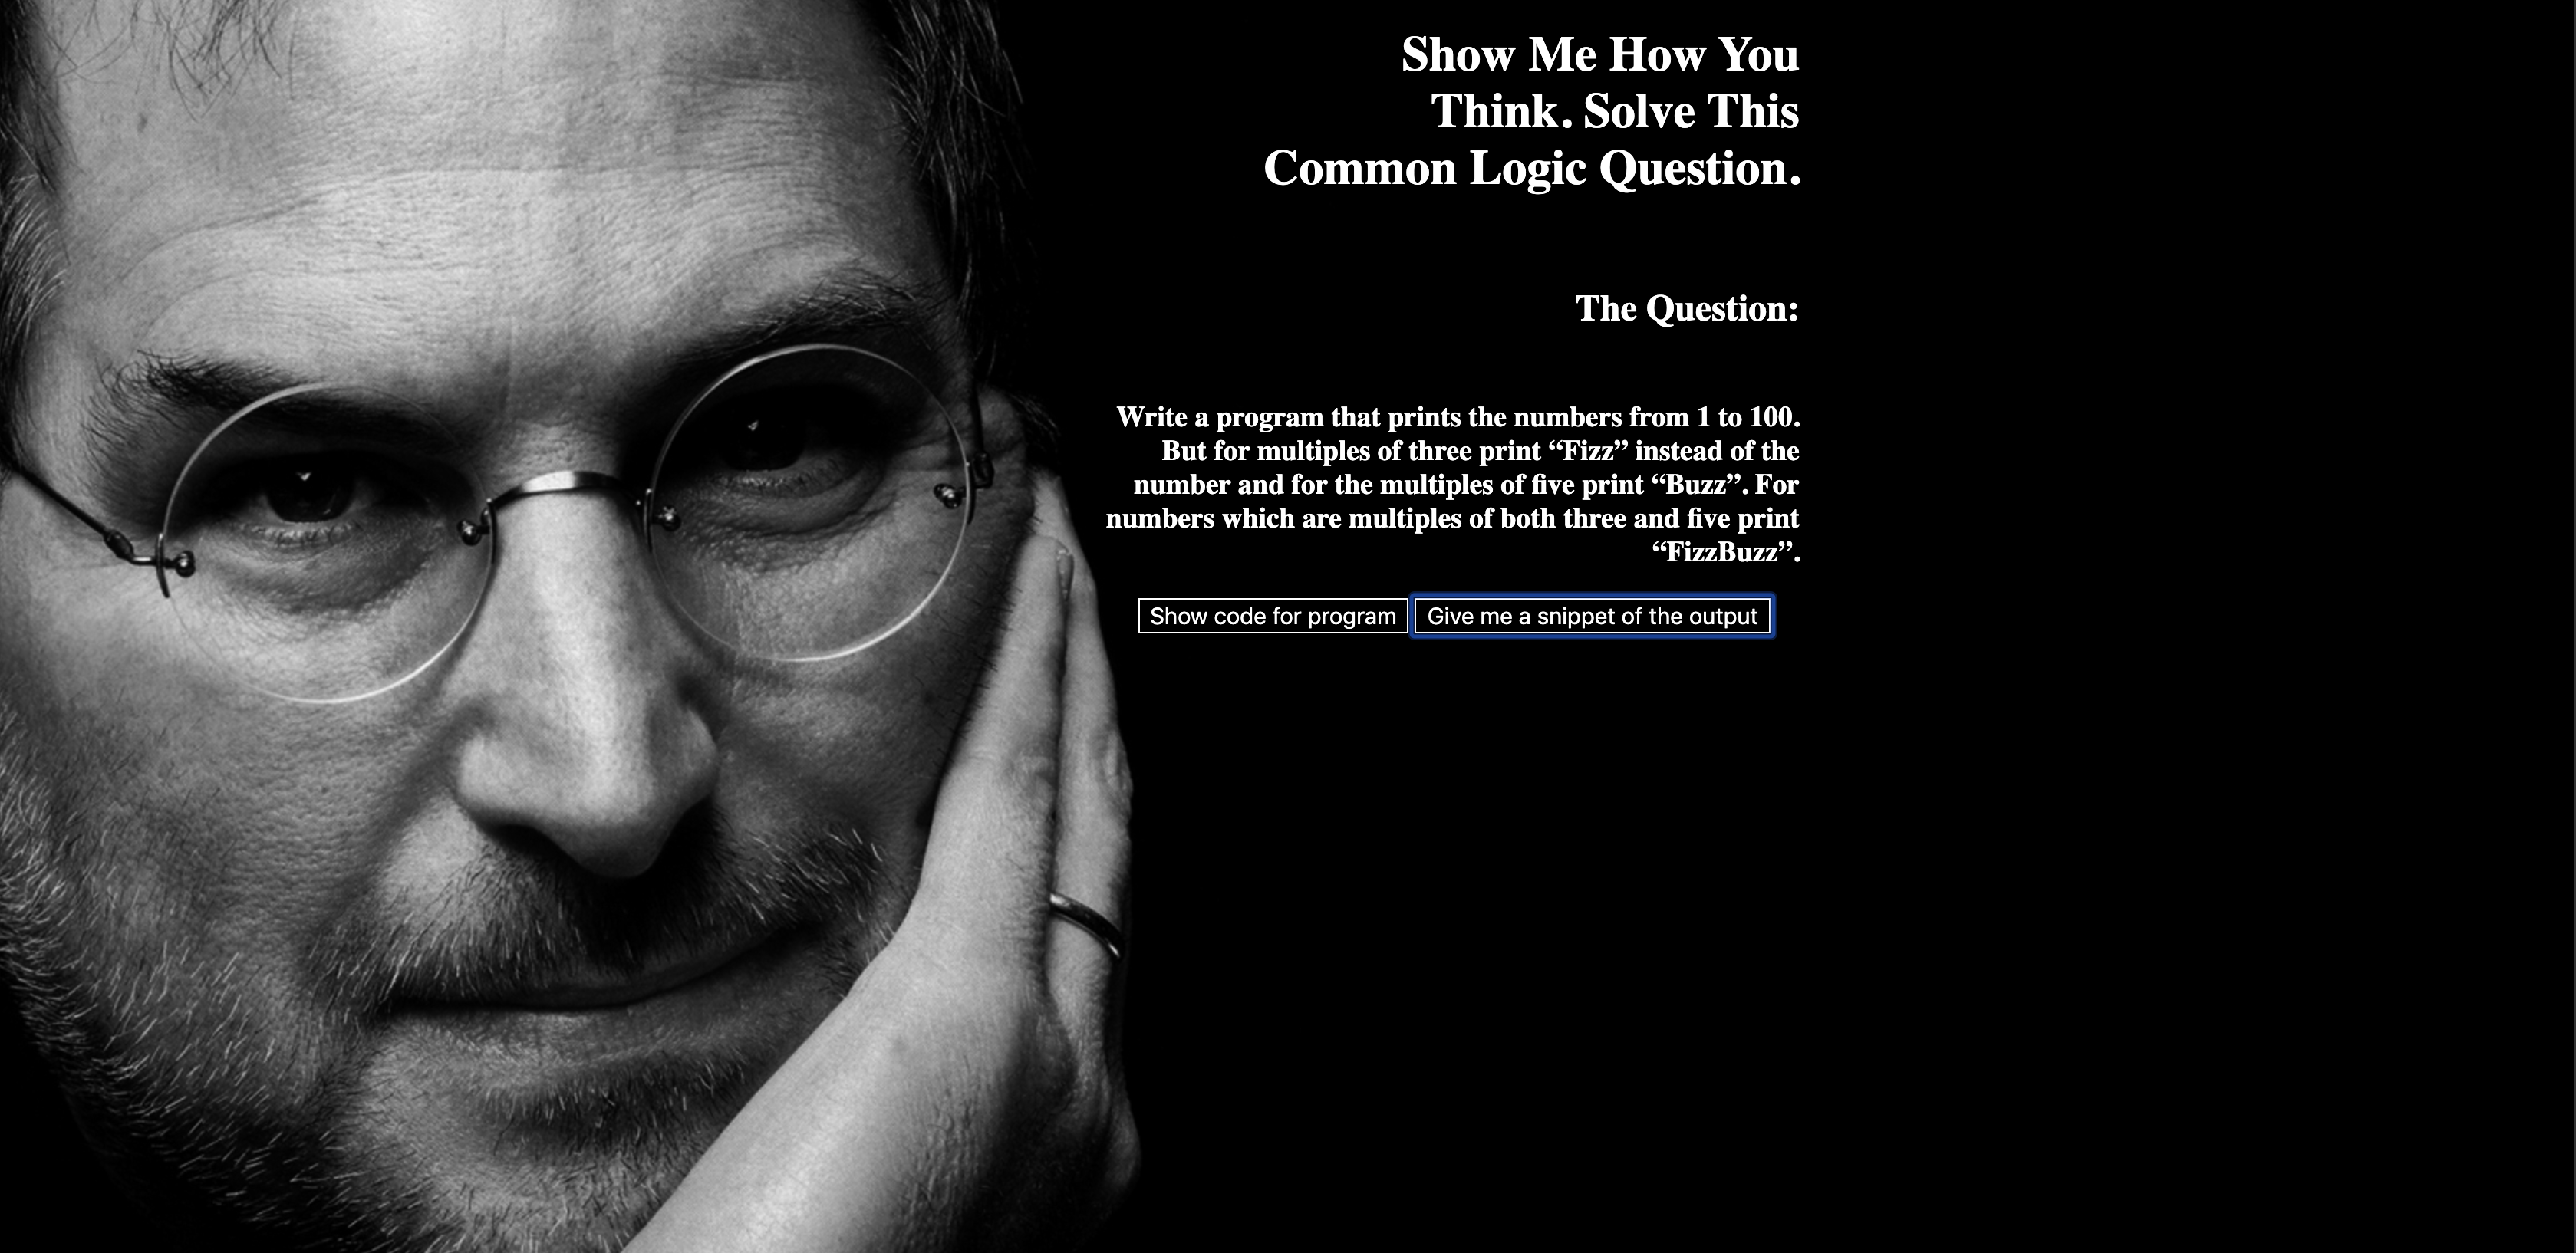 Show Me How You
Think. Solve This
Common Logic Question.
The Question:
Write a program that prints the numbers from 1 to 100.
But for multiples of three print “Fizz” instead of the
number and for the multiples of five print “Buzz”. For
numbers which are multiples of both three and five print
“FizzBuzz”.
Show code for program Give me a snippet of the output